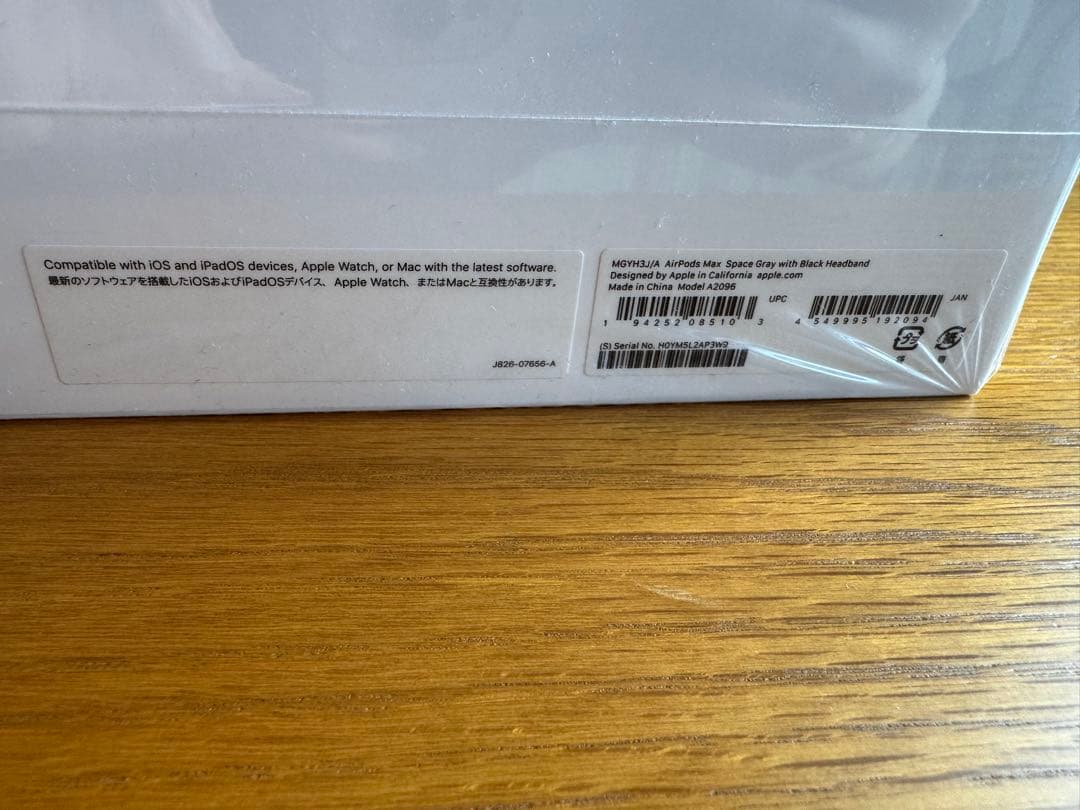 Compatible with iOS and iPadOS devices, Apple Watch, or Mac with the latest software.
最新のソフトウェアを搭載したiOSおよびiPadOSデバイス、Apple Watch、またはMacと互換性があります。
J826-07656-A
MGYH3J/A AirPods Max Space Gray with Black Headband
Designed by Apple in California apple.com
Made in China Model A2096
UPC
JAN
1 94252 08510 3
4 549995 192094
(S) Serial No. H0YM5L2AP3W9